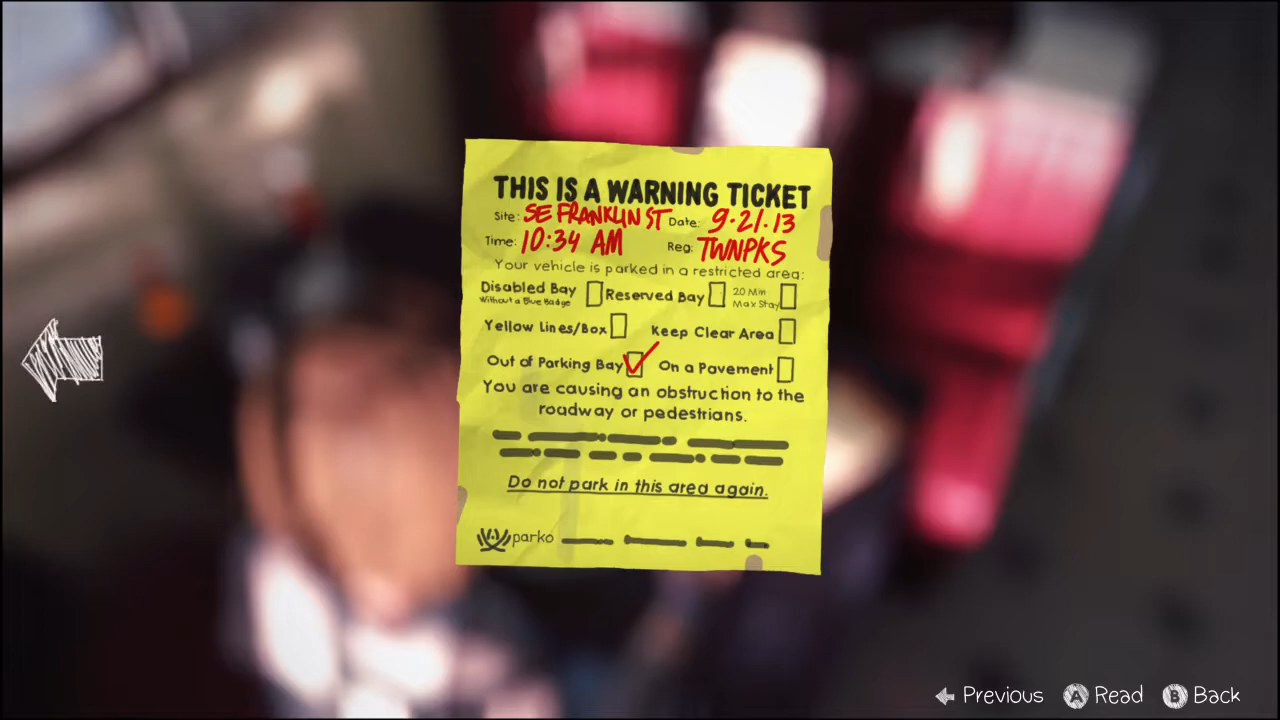 THIS IS A WARNING TICKET
Site: SE FRANKLIN ST Date: 9.21.13
Time: 10:34 AM Reg: TWNPKS
Your vehicle is parked in a restricted area:
Disabled Bay Reserved Bay 20 Min
Without a Blue Badge Max Stay
Yellow Lines/Box Keep Clear Area
Out of Parking Bay On a Pavement
You are causing an obstruction to the
roadway or pedestrians.
Do not park in this area again.
parko
Previous A Read B Back